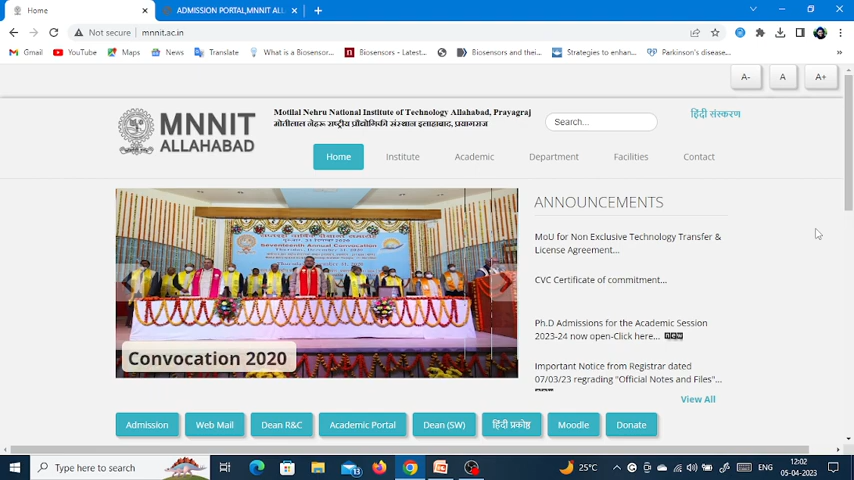 Home
ADMISSION PORTAL,MNNIT ALL
Not secure
mnnit.ac.in
Gmail
YouTube
Maps
News
Translate
What is a Biosensor...
Biosensors - Latest...
Biosensors and thei...
Strategies to enhan...
Parkinson's disease...
A-
A
A+
MNNIT
ALLAHABAD
Motilal Nehru National Institute of Technology Allahabad, Prayagraj
मोतीलाल नेहरू राष्ट्रीय प्रौद्योगिकी संस्थान इलाहाबाद, प्रयागराज
Search...
हिंदी संस्करण
Home
Institute
Academic
Department
Facilities
Contact
Seventeenth Annual Convocation
Convocation 2020
ANNOUNCEMENTS
MoU for Non Exclusive Technology Transfer &
License Agreement...
CVC Certificate of commitment...
Ph.D Admissions for the Academic Session
2023-24 now open-Click here... NEW
Important Notice from Registrar dated
07/03/23 regrading "Official Notes and Files"...
View All
Admission
Web Mail
Dean R&C
Academic Portal
Dean (SW)
हिंदी प्रकोष्ठ
Moodle
Donate
Type here to search
13
25°C
ENG
12:02
05-04-2023